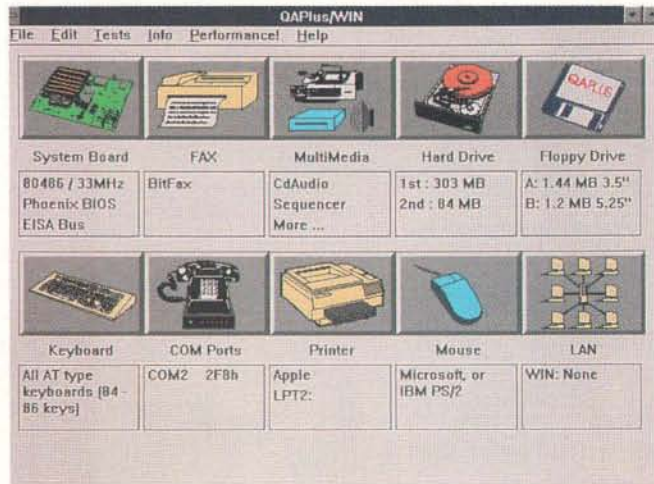 QAPlus/WIN
File Edit Tests Info Performance! Help
QAPLUS
System Board FAX MultiMedia Hard Drive Floppy Drive
80486 / 33MHz
Phoenix BIOS
EISA Bus
BitFax
CdAudio
Sequencer
More ...
1st : 303 MB
2nd : 84 MB
A: 1.44 MB 3.5"
B: 1.2 MB 5.25"
Keyboard COM Ports Printer Mouse LAN
All AT type
keyboards (84 -
86 keys)
COM2 2F8h
Apple
LPT2:
Microsoft, or
IBM PS/2
WIN: None